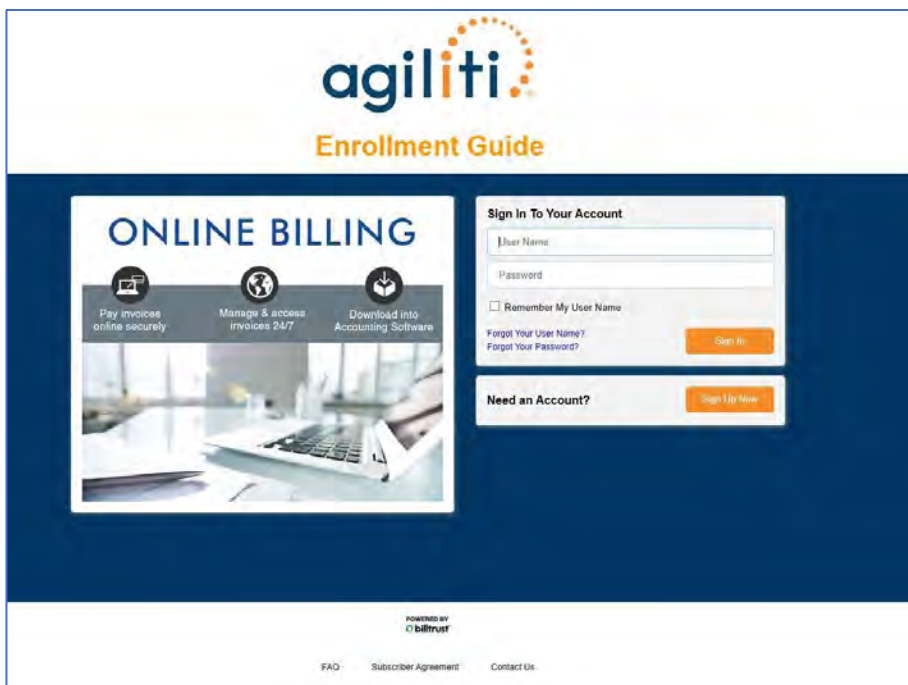 agiliti
Enrollment Guide
ONLINE BILLING
Pay invoices
online securely
Manage & access
invoices 24/7
Download into
Accounting Software
Sign In To Your Account
User Name
Password
Remember My User Name
Forgot Your User Name?
Forgot Your Password?
Sign In
Need an Account?
Sign Up Now
POWERED BY
billtrust
FAQ Subscriber Agreement Contact Us